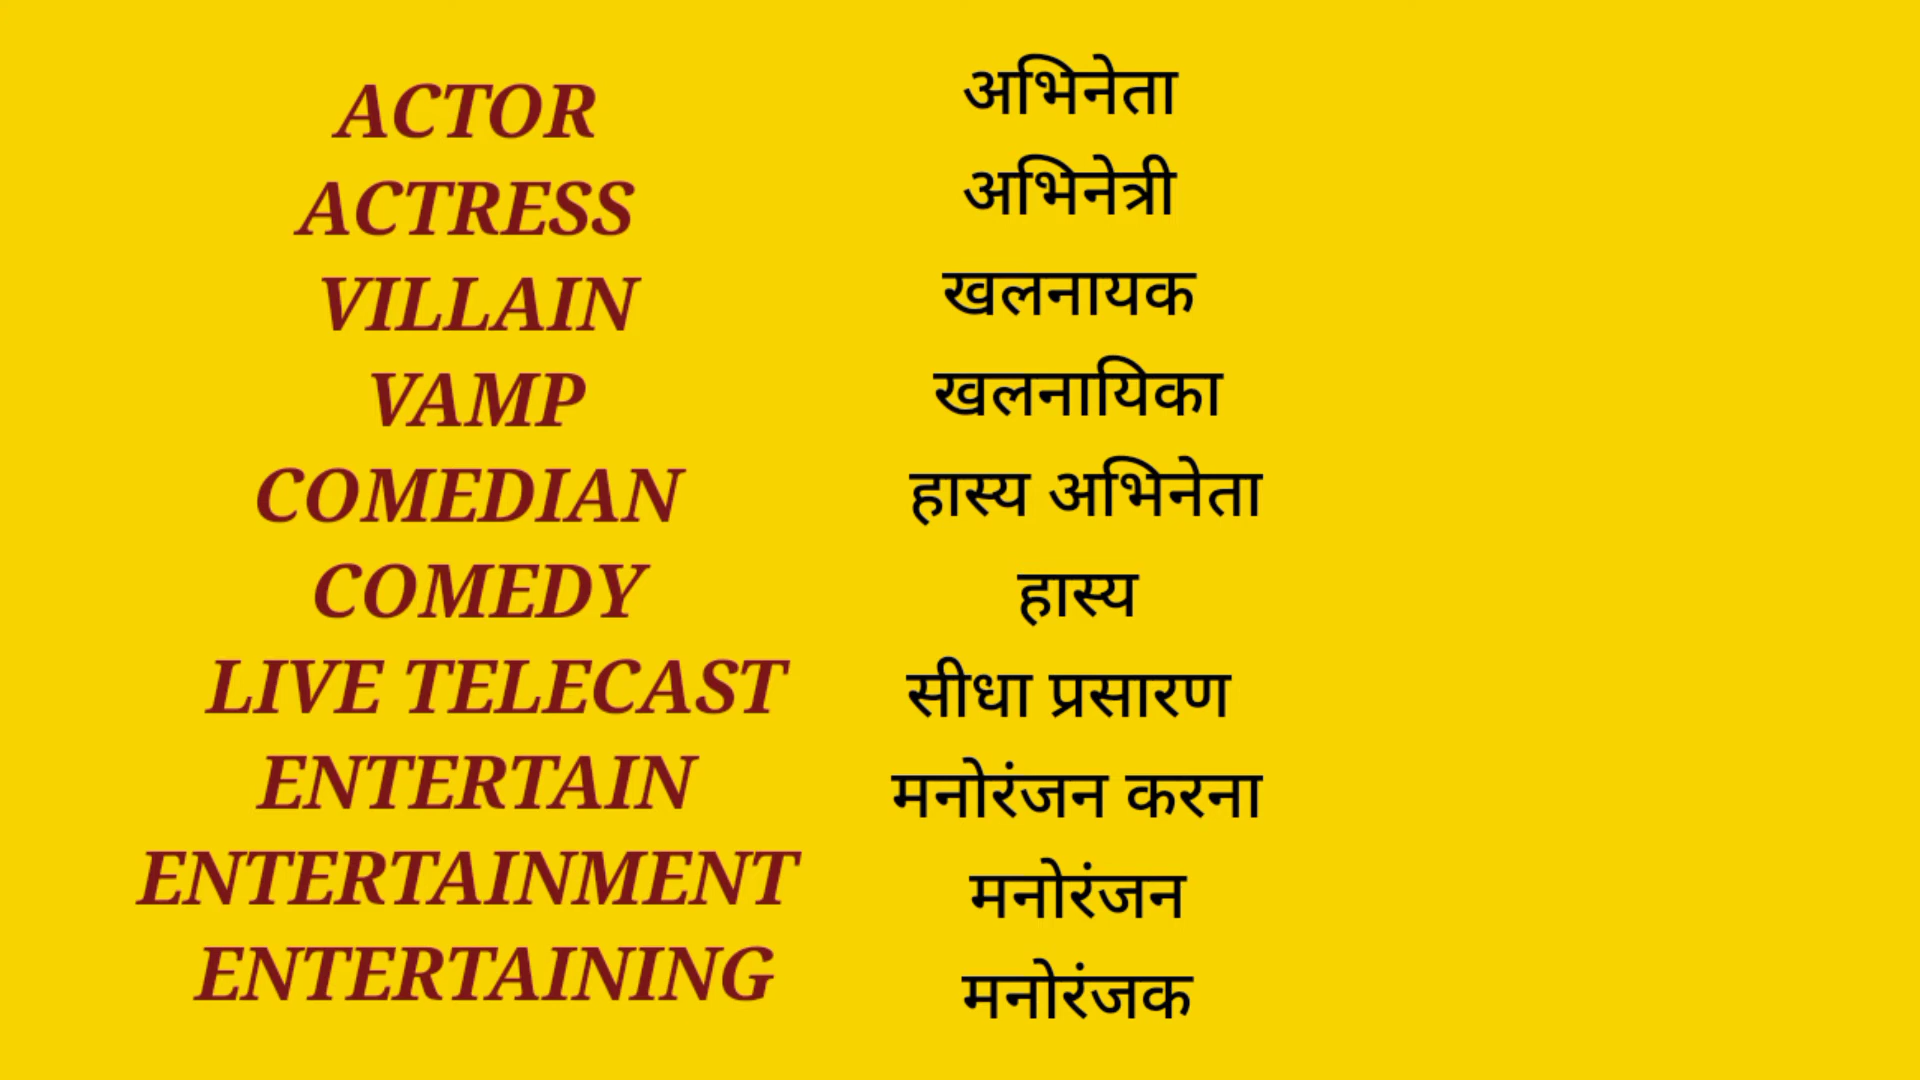 ACTOR अभिनेता
ACTRESS अभिनेत्री
VILLAIN खलनायक
VAMP खलनायिका
COMEDIAN हास्य अभिनेता
COMEDY हास्य
LIVE TELECAST सीधा प्रसारण
ENTERTAIN मनोरंजन करना
ENTERTAINMENT मनोरंजन
ENTERTAINING मनोरंजक